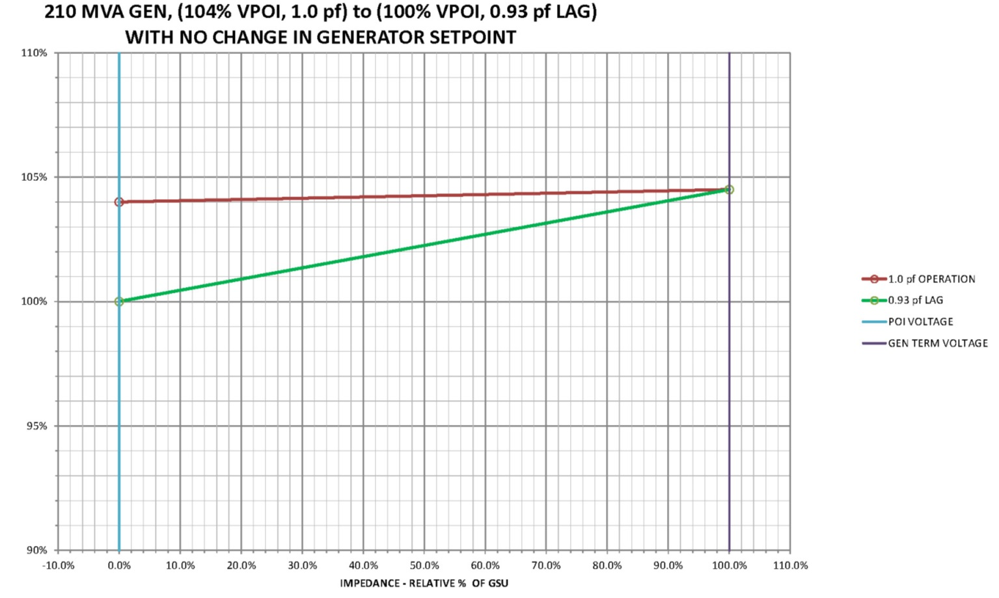 210 MVA GEN, (104% VPOI, 1.0 pf) to (100% VPOI, 0.93 pf LAG)
WITH NO CHANGE IN GENERATOR SETPOINT
110%
105%
100%
95%
90%
-10.0% 0.0% 10.0% 20.0% 30.0% 40.0% 50.0% 60.0% 70.0% 80.0% 90.0% 100.0% 110.0%
IMPEDANCE - RELATIVE % OF GSU
1.0 pf OPERATION
0.93 pf LAG
POI VOLTAGE
GEN TERM VOLTAGE